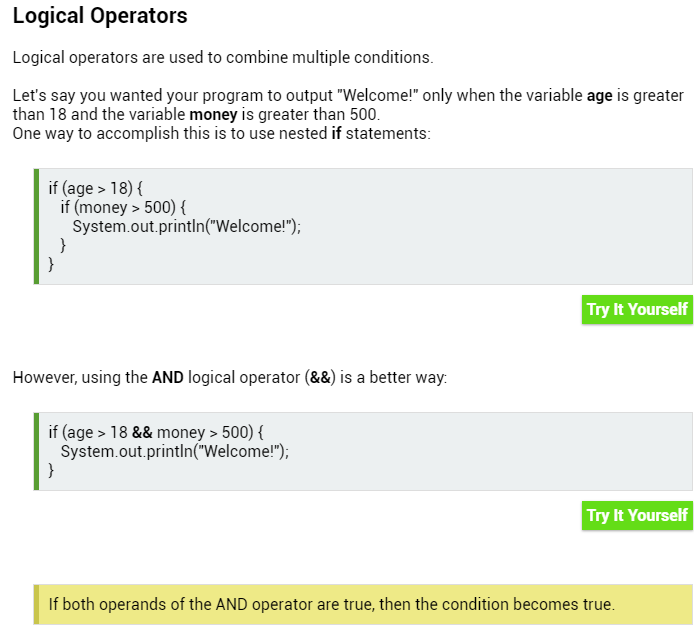 Logical Operators
Logical operators are used to combine multiple conditions.
Let's say you wanted your program to output "Welcome!" only when the variable age is greater
than 18 and the variable money is greater than 500.
One way to accomplish this is to use nested if statements:
if (age > 18) {
if (money > 500) {
System.out.println("Welcome!");
}
}
Try It Yourself
However, using the AND logical operator (&&) is a better way:
if (age > 18 && money > 500) {
System.out.println("Welcome!");
}
Try It Yourself
If both operands of the AND operator are true, then the condition becomes true.